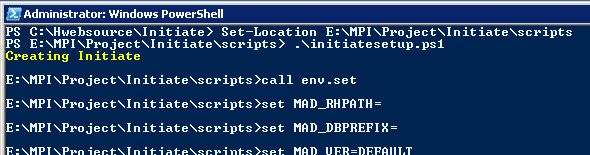 Administrator: Windows PowerShell
PS C:\Hwebsource\Initiate> Set-Location E:\MPI\Project\Initiate\scripts
PS E:\MPI\Project\Initiate\scripts> .\initiatesetup.ps1
Creating Initiate
E:\MPI\Project\Initiate\scripts>call env.set
E:\MPI\Project\Initiate\scripts>set MAD_RHPATH=
E:\MPI\Project\Initiate\scripts>set MAD_DBPREFIX=
E:\MPI\Project\Initiate\scripts>set MAD_VER=DEFAULT